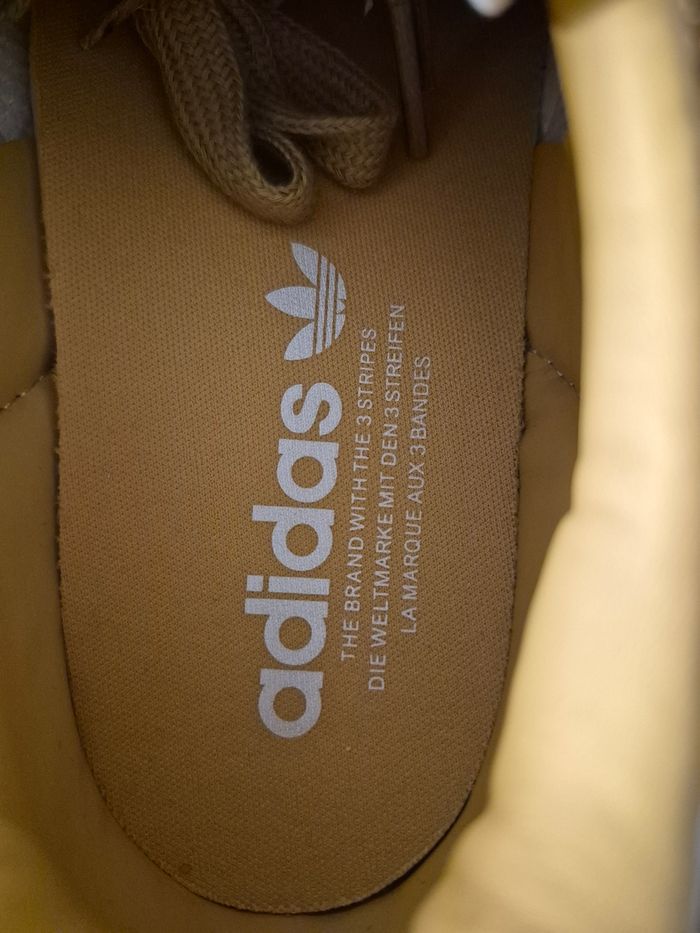 adidas
THE BRAND WITH THE 3 STRIPES
DIE WELTMARKE MIT DEN 3 STREIFEN
LA MARQUE AUX 3 BANDES